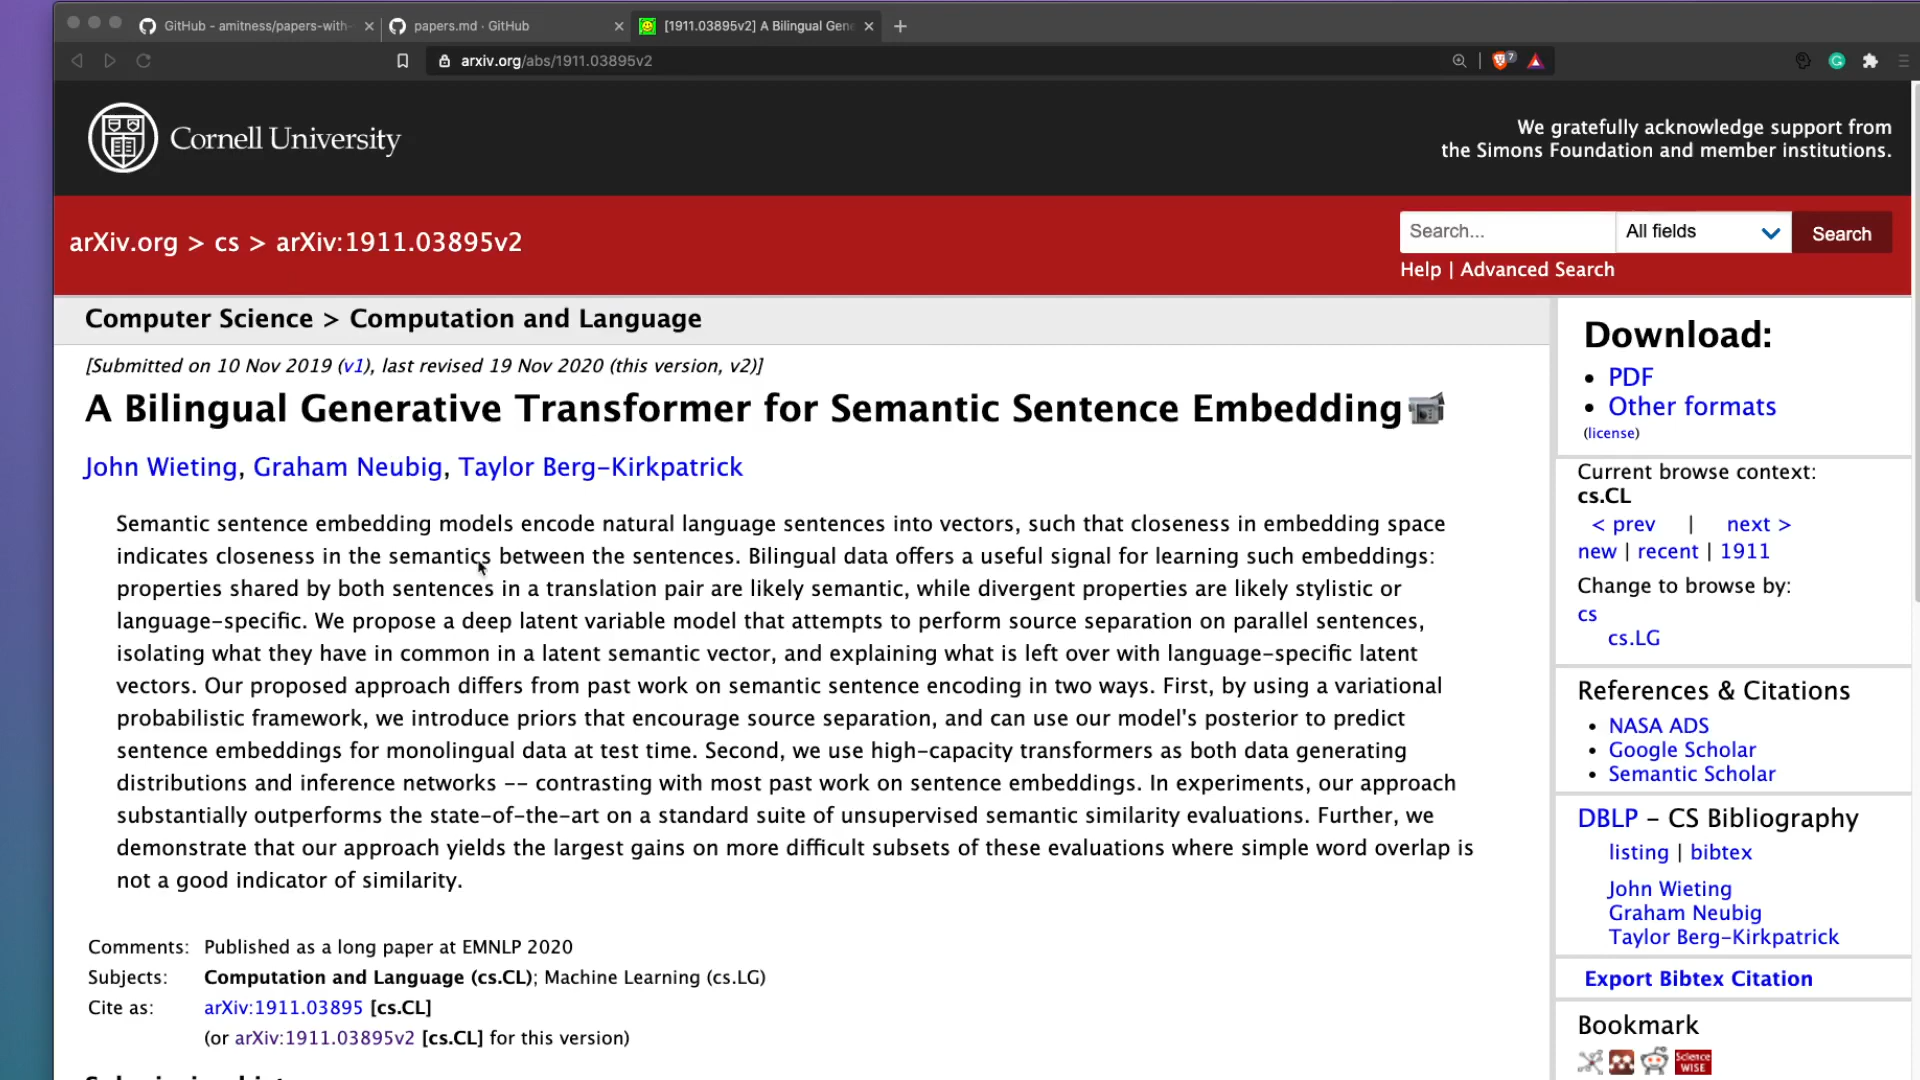 GitHub - amitness/papers-with-
papers.md · GitHub
[1911.03895v2] A Bilingual Gene
arxiv.org/abs/1911.03895v2
7
Cornell University
We gratefully acknowledge support from
the Simons Foundation and member institutions.
arXiv.org > cs > arXiv:1911.03895v2
Search...
All fields
Search
Help | Advanced Search
Computer Science > Computation and Language
[Submitted on 10 Nov 2019 (v1), last revised 19 Nov 2020 (this version, v2)]
A Bilingual Generative Transformer for Semantic Sentence Embedding
John Wieting, Graham Neubig, Taylor Berg-Kirkpatrick
Semantic sentence embedding models encode natural language sentences into vectors, such that closeness in embedding space
indicates closeness in the semantics between the sentences. Bilingual data offers a useful signal for learning such embeddings:
properties shared by both sentences in a translation pair are likely semantic, while divergent properties are likely stylistic or
language-specific. We propose a deep latent variable model that attempts to perform source separation on parallel sentences,
isolating what they have in common in a latent semantic vector, and explaining what is left over with language-specific latent
vectors. Our proposed approach differs from past work on semantic sentence encoding in two ways. First, by using a variational
probabilistic framework, we introduce priors that encourage source separation, and can use our model's posterior to predict
sentence embeddings for monolingual data at test time. Second, we use high-capacity transformers as both data generating
distributions and inference networks -- contrasting with most past work on sentence embeddings. In experiments, our approach
substantially outperforms the state-of-the-art on a standard suite of unsupervised semantic similarity evaluations. Further, we
demonstrate that our approach yields the largest gains on more difficult subsets of these evaluations where simple word overlap is
not a good indicator of similarity.
Comments: Published as a long paper at EMNLP 2020
Subjects: Computation and Language (cs.CL); Machine Learning (cs.LG)
Cite as: arXiv:1911.03895 [cs.CL]
(or arXiv:1911.03895v2 [cs.CL] for this version)
Download:
PDF
Other formats
(license)
Current browse context:
cs.CL
< prev | next >
new | recent | 1911
Change to browse by:
cs
cs.LG
References & Citations
NASA ADS
Google Scholar
Semantic Scholar
DBLP - CS Bibliography
listing | bibtex
John Wieting
Graham Neubig
Taylor Berg-Kirkpatrick
Export Bibtex Citation
Bookmark
Science
WISE